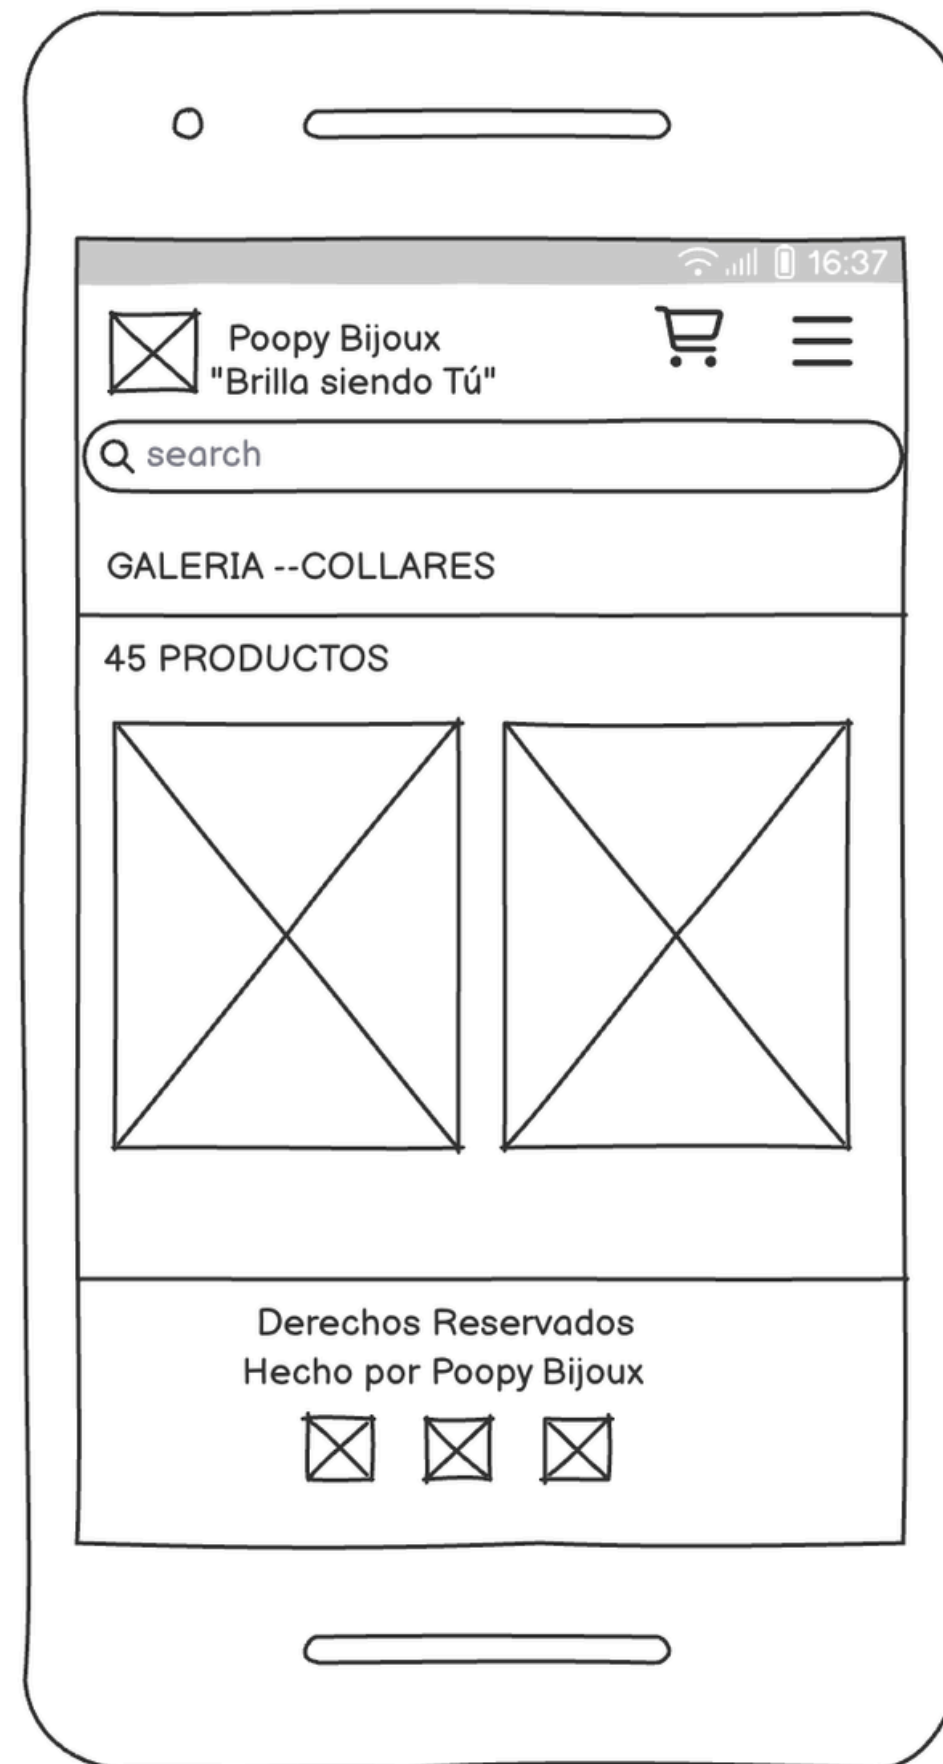 16:37
Poopy Bijoux
"Brilla siendo Tú"
search
GALERIA --COLLARES
45 PRODUCTOS
Derechos Reservados
Hecho por Poopy Bijoux